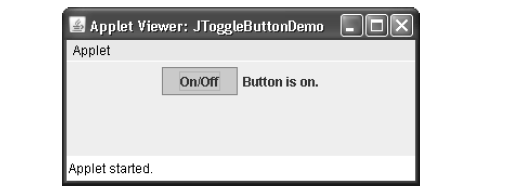 Applet Viewer: JToggleButtonDemo
Applet
On/Off Button is on.
Applet started.